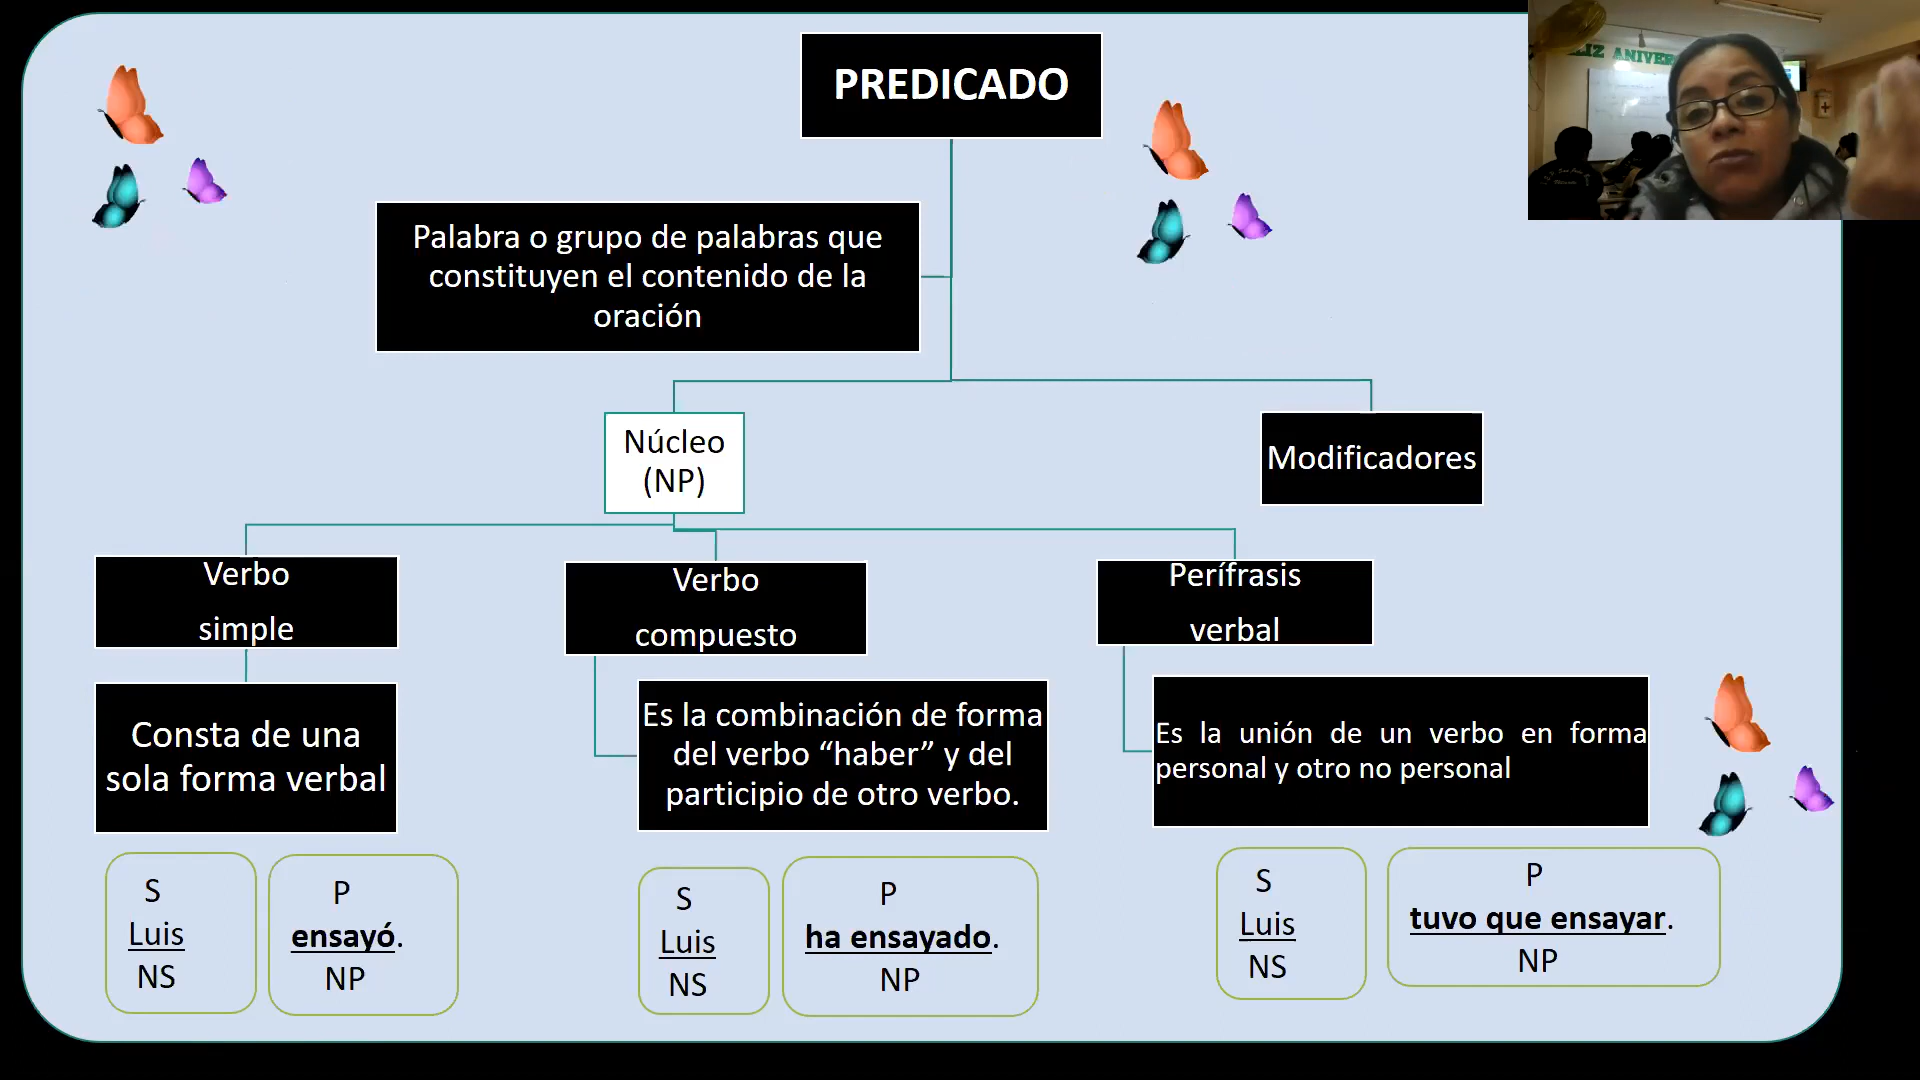 PREDICADO
Palabra o grupo de palabras que
constituyen el contenido de la
oración
Núcleo
(NP)
Modificadores
Verbo
simple
Verbo
compuesto
Perífrasis
verbal
Consta de una
sola forma verbal
Es la combinación de forma
del verbo “haber” y del
participio de otro verbo.
Es la unión de un verbo en forma
personal y otro no personal
S
Luis
NS
P
ensayó.
NP
S
Luis
NS
P
ha ensayado.
NP
S
Luis
NS
P
tuvo que ensayar.
NP